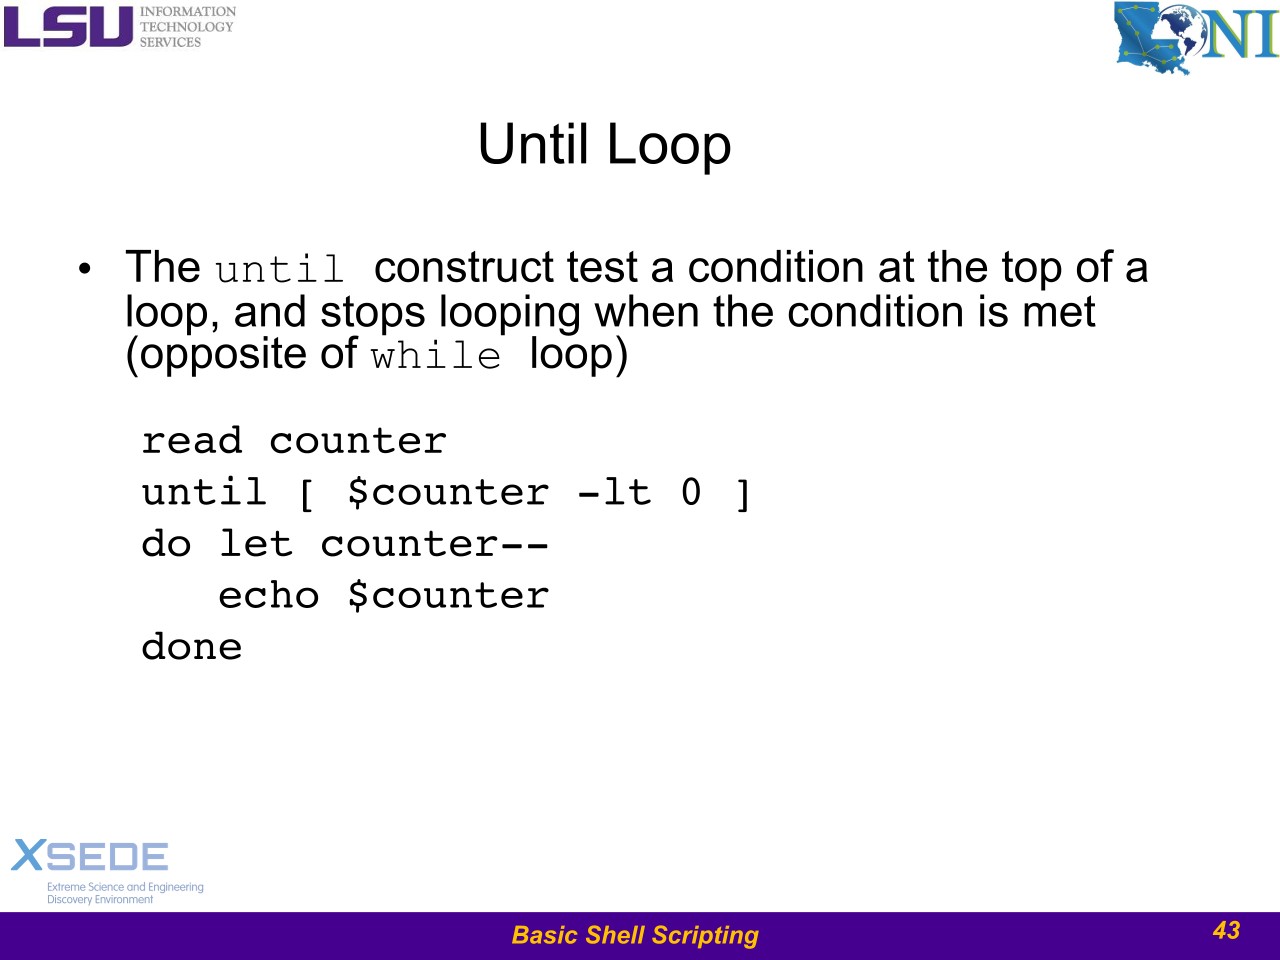 LSU INFORMATION
TECHNOLOGY
SERVICES
LONI
Until Loop
• The until construct test a condition at the top of a
loop, and stops looping when the condition is met
(opposite of while loop)
read counter
until [ $counter -lt 0 ]
do let counter--
echo $counter
done
XSEDE
Extreme Science and Engineering
Discovery Environment
Basic Shell Scripting
43